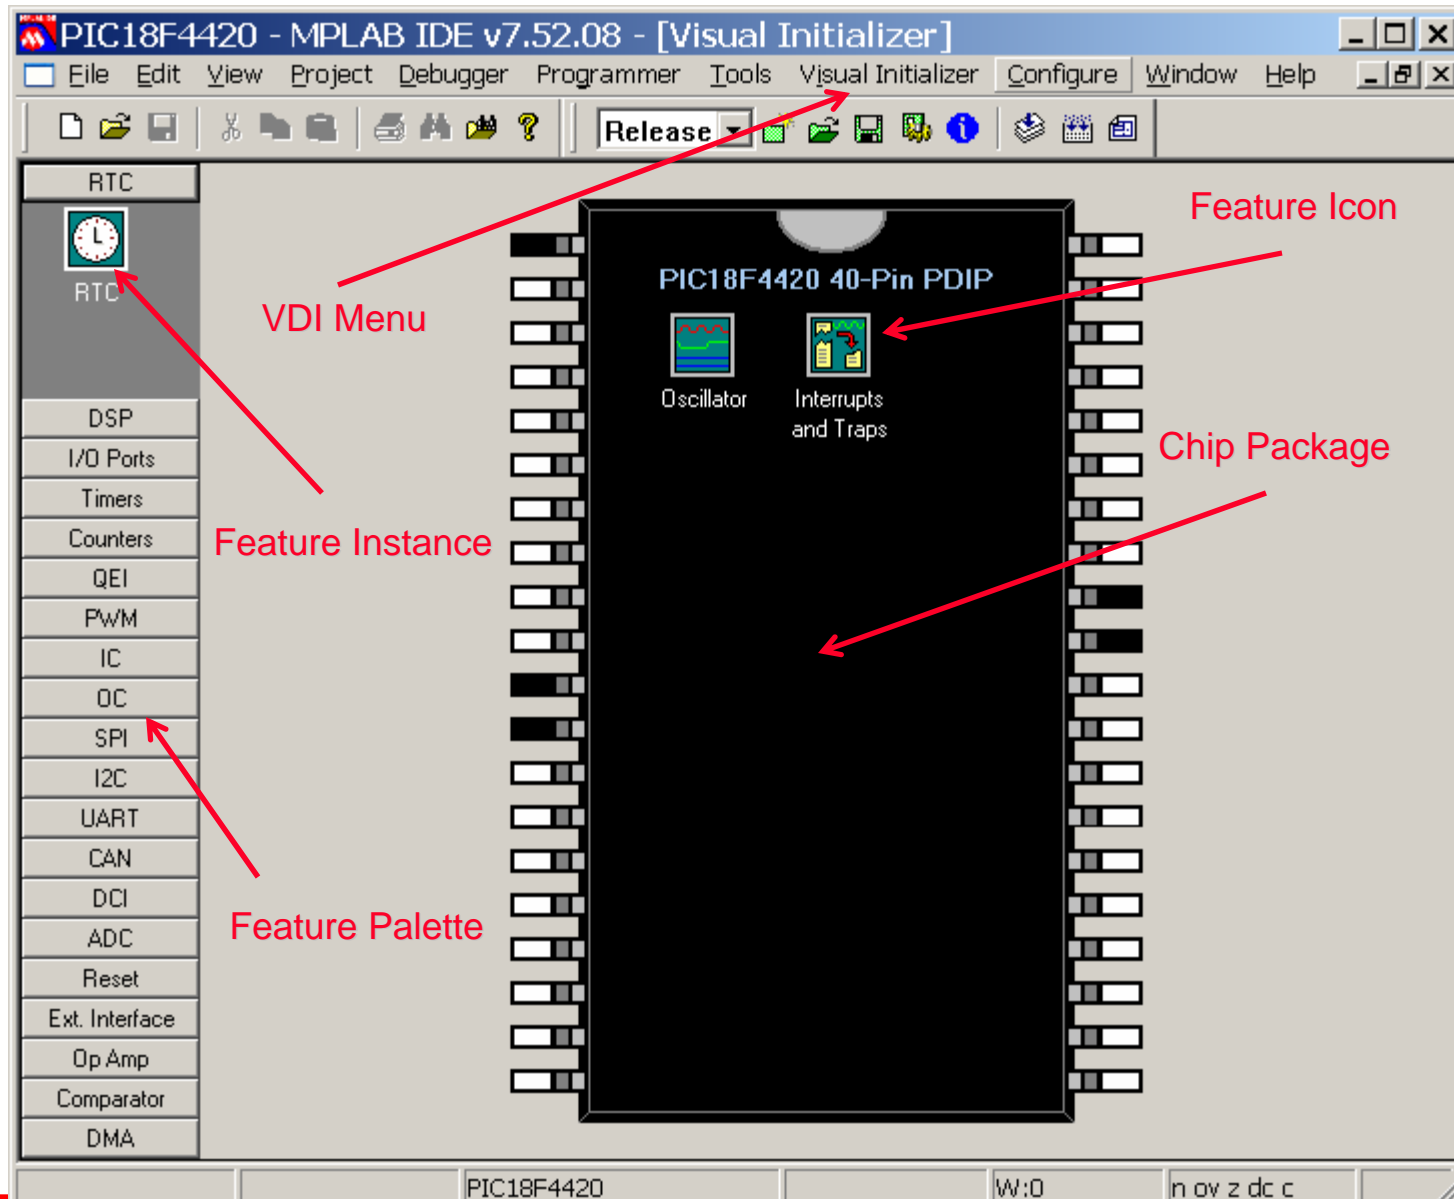 PIC18F4420 - MPLAB IDE v7.52.08 - [Visual Initializer]
File Edit View Project Debugger Programmer Tools Visual Initializer Configure Window Help
Release
RTC
RTC
DSP
I/O Ports
Timers
Counters
QEI
PWM
IC
OC
SPI
I2C
UART
CAN
DCI
ADC
Reset
Ext. Interface
Op Amp
Comparator
DMA
VDI Menu
Feature Instance
Feature Palette
PIC18F4420 40-Pin PDIP
Oscillator
Interrupts
and Traps
Feature Icon
Chip Package
PIC18F4420 W:0 n ov z dc c